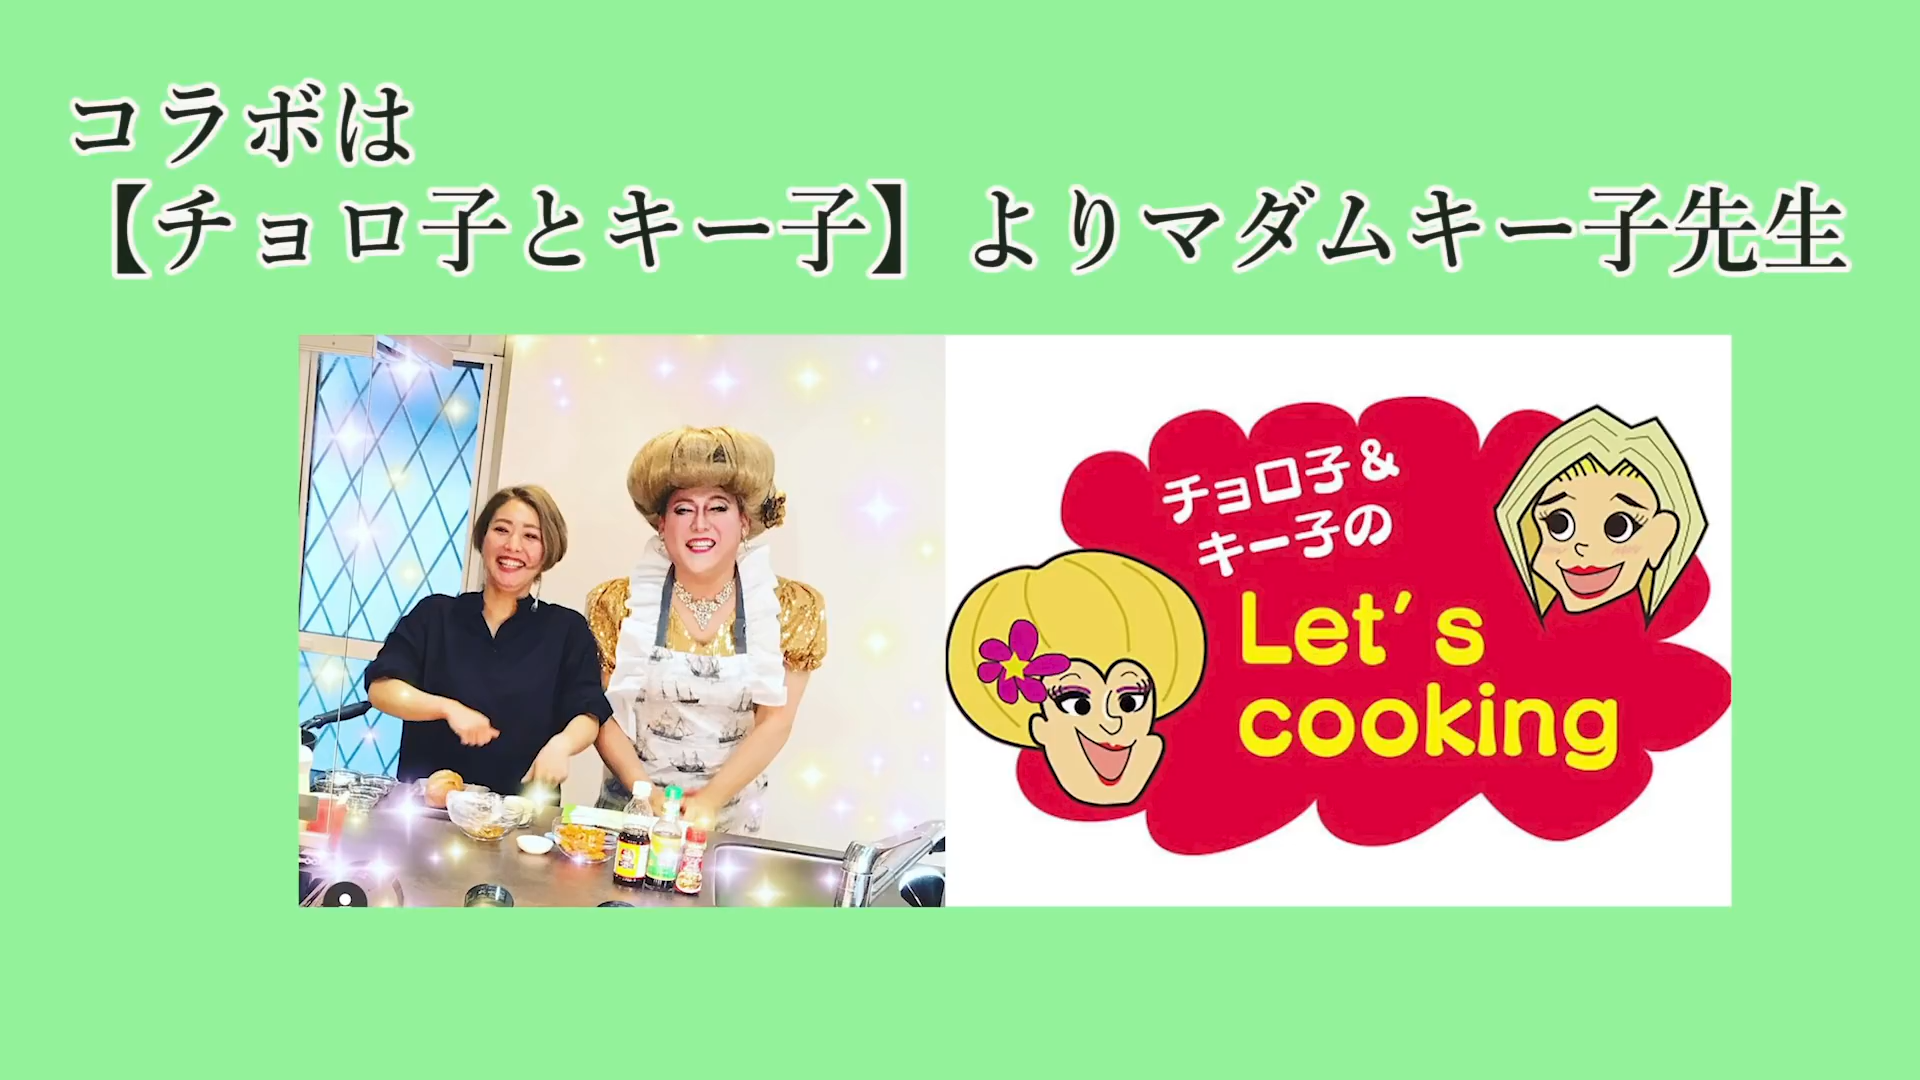 コラボは
【チョロ子とキー子】よりマダムキー子先生
チョロ子&
キー子の
Let's
cooking